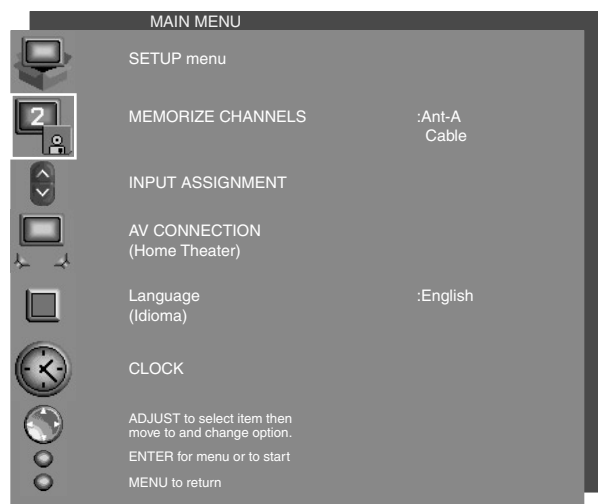 MAIN MENU
SETUP menu
2
MEMORIZE CHANNELS :Ant-A
Cable
INPUT ASSIGNMENT
AV CONNECTION
(Home Theater)
Language :English
(Idioma)
CLOCK
ADJUST to select item then
move to and change option.
ENTER for menu or to start
MENU to return